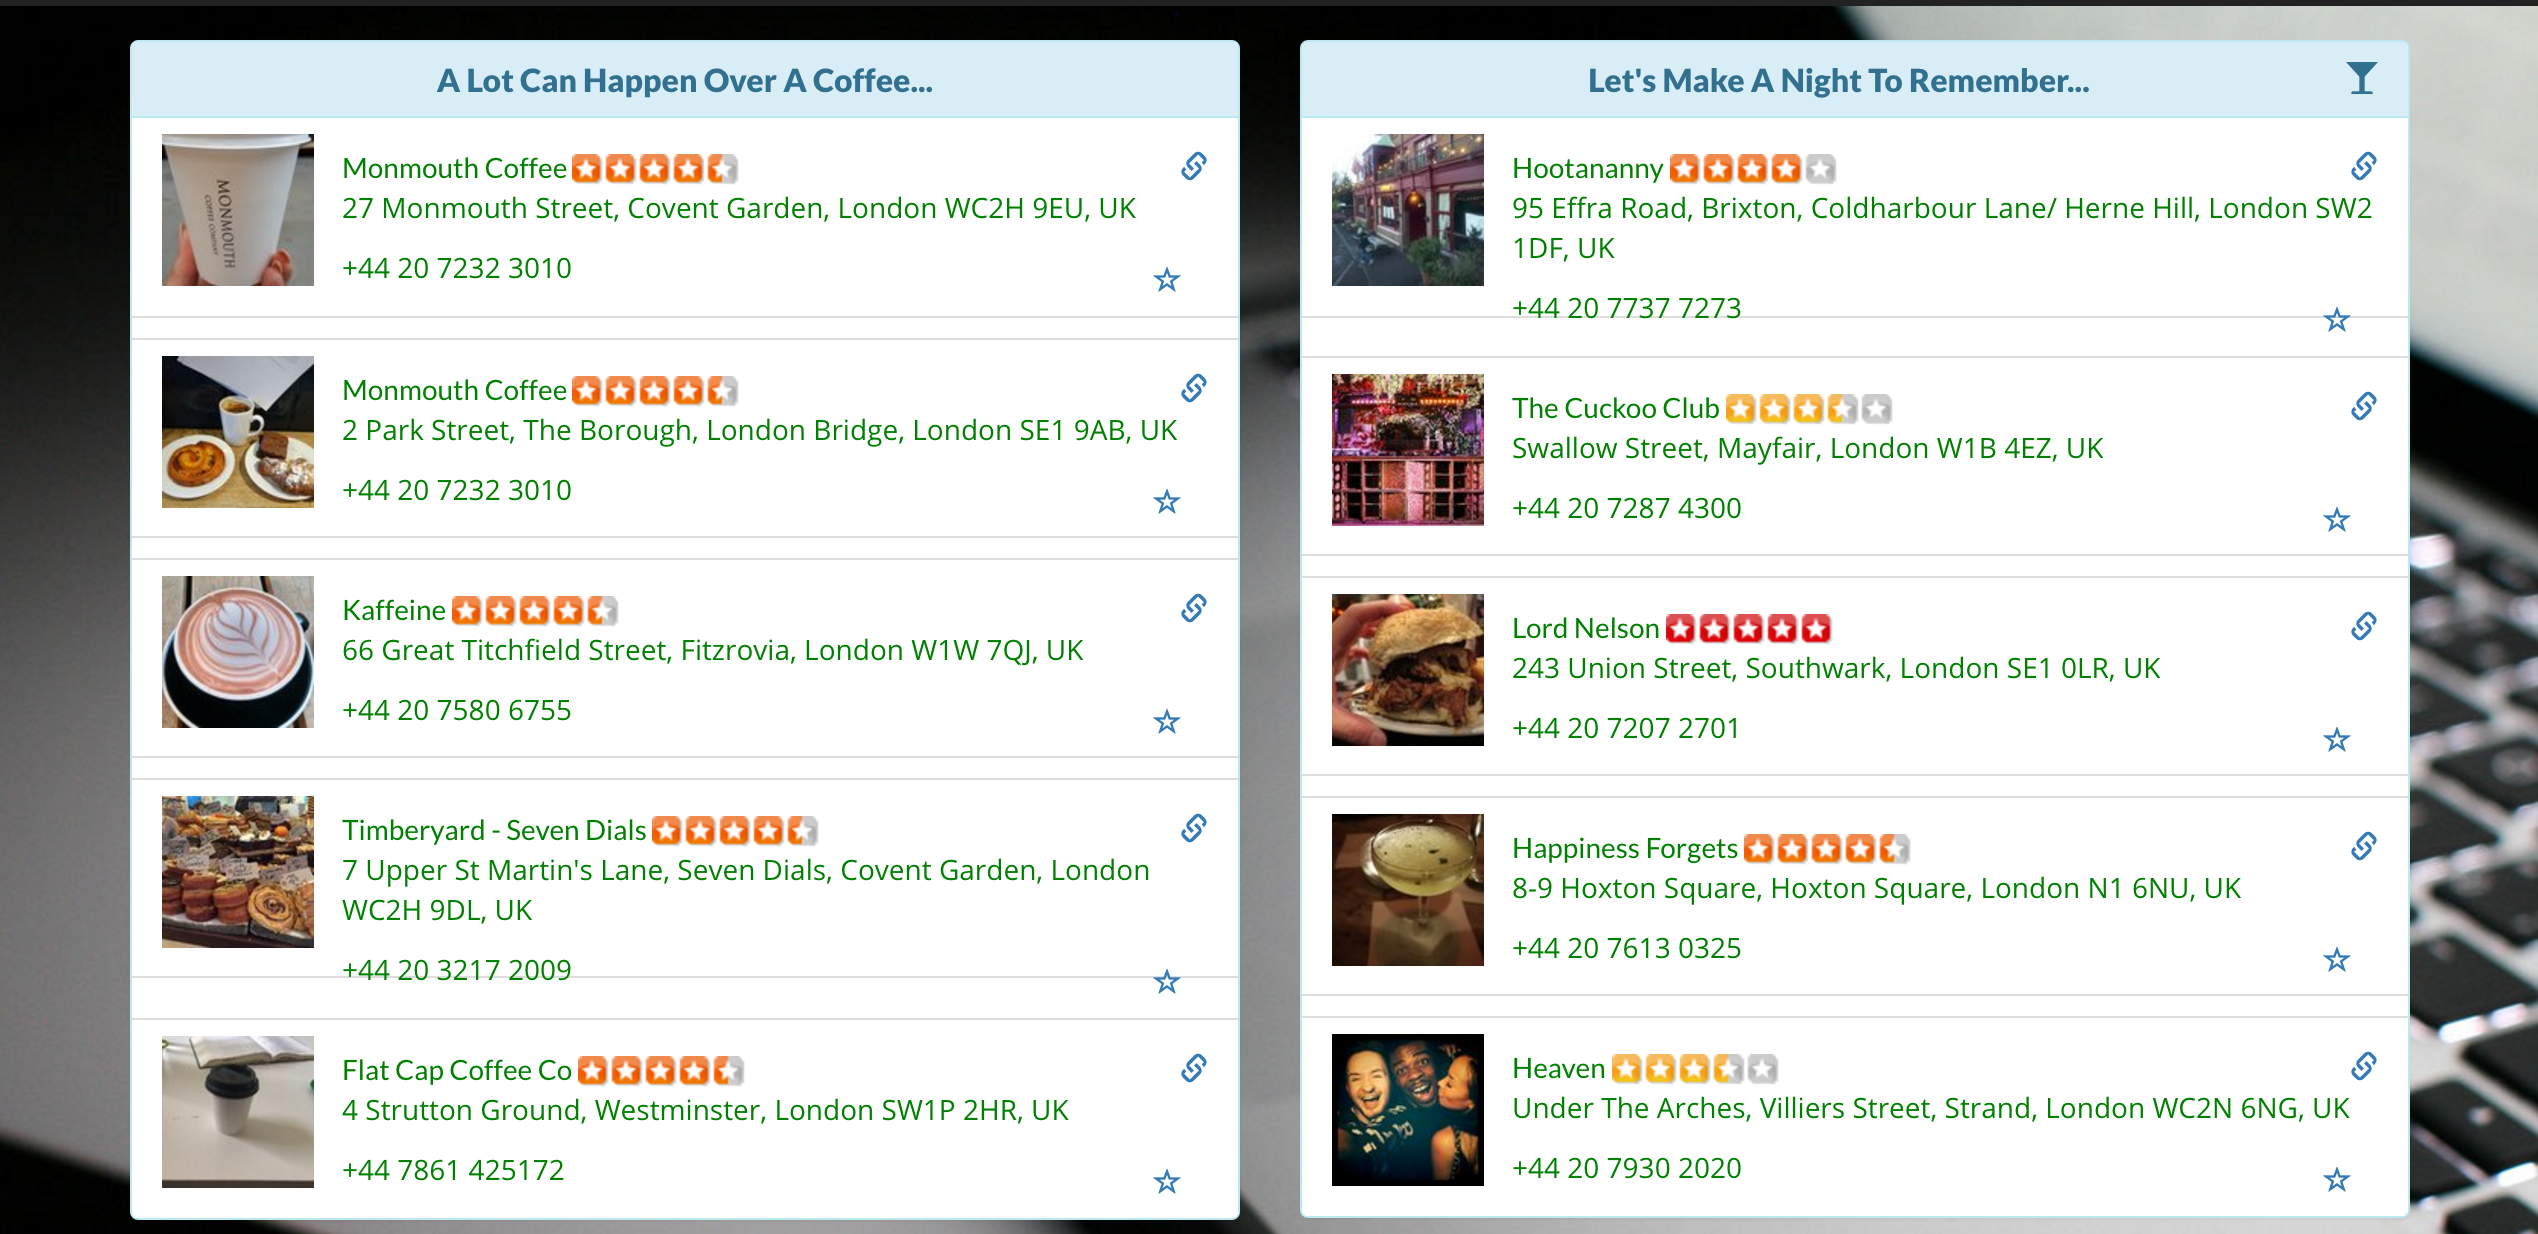 A Lot Can Happen Over A Coffee...
MONMOUTH
COFFEE COMPANY
Monmouth Coffee
27 Monmouth Street, Covent Garden, London WC2H 9EU, UK
+44 20 7232 3010
Monmouth Coffee
2 Park Street, The Borough, London Bridge, London SE1 9AB, UK
+44 20 7232 3010
Kaffeine
66 Great Titchfield Street, Fitzrovia, London W1W 7QJ, UK
+44 20 7580 6755
Timberyard - Seven Dials
7 Upper St Martin's Lane, Seven Dials, Covent Garden, London
WC2H 9DL, UK
+44 20 3217 2009
Flat Cap Coffee Co
4 Strutton Ground, Westminster, London SW1P 2HR, UK
+44 7861 425172
Let's Make A Night To Remember...
Hootananny
95 Effra Road, Brixton, Coldharbour Lane/ Herne Hill, London SW2
1DF, UK
+44 20 7737 7273
The Cuckoo Club
Swallow Street, Mayfair, London W1B 4EZ, UK
+44 20 7287 4300
Lord Nelson
243 Union Street, Southwark, London SE1 0LR, UK
+44 20 7207 2701
Happiness Forgets
8-9 Hoxton Square, Hoxton Square, London N1 6NU, UK
+44 20 7613 0325
Heaven
Under The Arches, Villiers Street, Strand, London WC2N 6NG, UK
+44 20 7930 2020